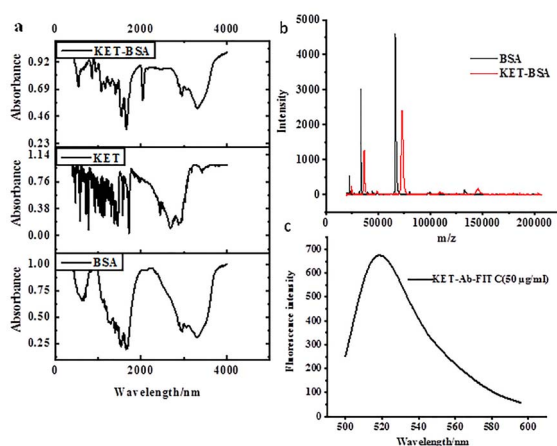 a
0 2000 4000
KET-BSA
0.92
0.69
0.46
0.23
Absorbance
KET
1.14
0.76
0.38
0.00
Absorbance
BSA
1.00
0.75
0.50
0.25
Absorbance
0 2000 4000
Wavelength/nm
b
BSA
KET-BSA
5000
4000
3000
2000
1000
0
Intensity
50000 100000 150000 200000
m/z
c
KET-Ab-FITC(50 μg/ml)
700
600
500
400
300
200
100
0
Fluorescence intensity
500 520 540 560 580 600
Wavelength/nm